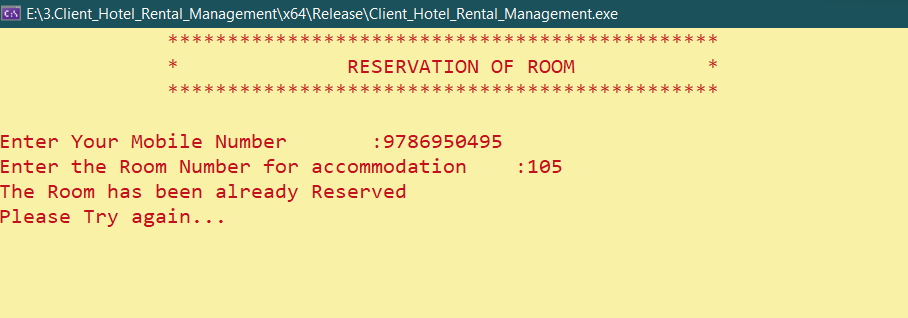 E:\3.Client_Hotel_Rental_Management\x64\Release\Client_Hotel_Rental_Management.exe
**********************************************
* RESERVATION OF ROOM *
**********************************************
Enter Your Mobile Number :9786950495
Enter the Room Number for accommodation :105
The Room has been already Reserved
Please Try again...